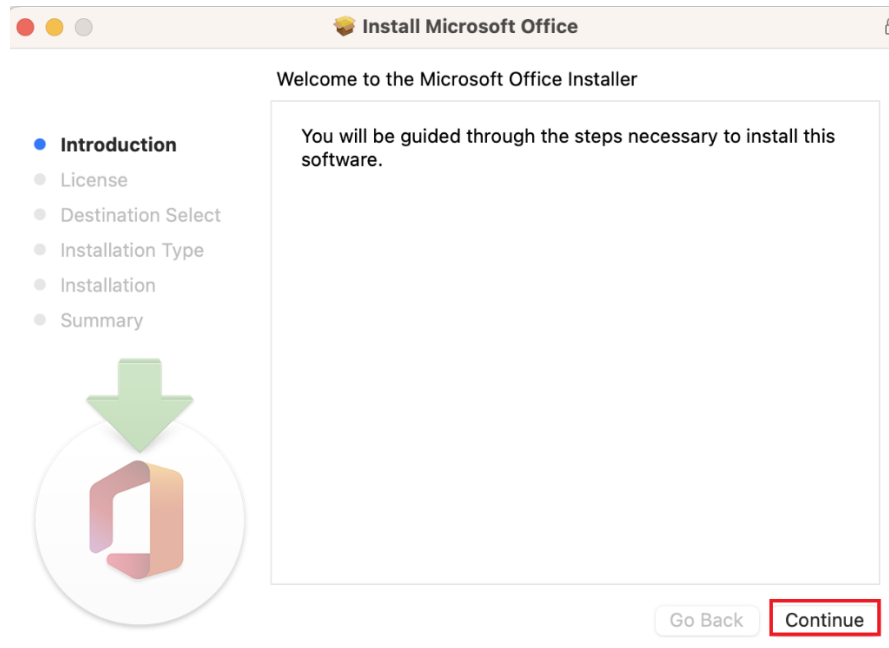 Install Microsoft Office
Welcome to the Microsoft Office Installer
Introduction
License
Destination Select
Installation Type
Installation
Summary
You will be guided through the steps necessary to install this
software.
Go Back
Continue